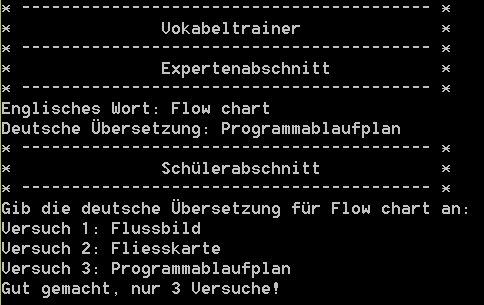 * ----------------------------------------- *
*               Vokabeltrainer              *
* ----------------------------------------- *
*               Expertenabschnitt           *
* ----------------------------------------- *
Englisches Wort: Flow chart
Deutsche Übersetzung: Programmablaufplan
* ----------------------------------------- *
*               Schülerabschnitt            *
* ----------------------------------------- *
Gib die deutsche Übersetzung für Flow chart an:
Versuch 1: Flussbild
Versuch 2: Fliesskarte
Versuch 3: Programmablaufplan
Gut gemacht, nur 3 Versuche!